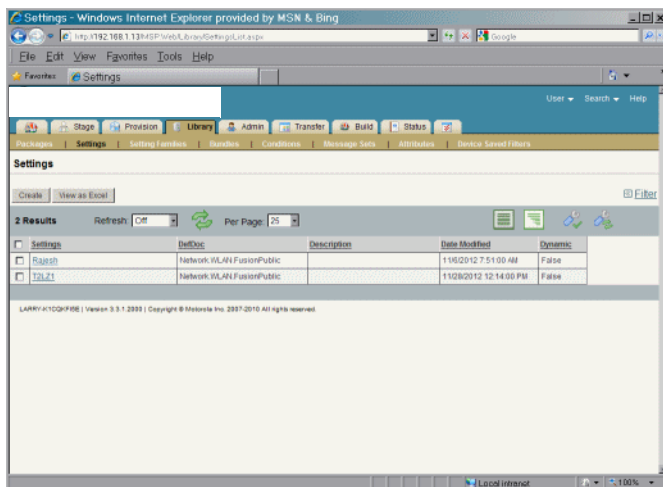 Settings - Windows Internet Explorer provided by MSN & Bing
http://192.168.1.13/MSP.Web/Library/SettingsList.aspx
Google
File Edit View Favorites Tools Help
Favorites Settings
User Search Help
Stage Provision Library Admin Transfer Build Status
Packages | Settings | Setting Families | Bundles | Conditions | Message Sets | Attributes | Device Saved Filters
Settings
Create View as Excel Filter
2 Results Refresh: Off Per Page: 25
Settings DefDoc Description Date Modified Dynamic
Rajesh Network.WLAN.FusionPublic 11/6/2012 7:51:00 AM False
T2LZ1 Network.WLAN.FusionPublic 11/28/2012 12:14:00 PM False
Version 3.3.1.2000 | Copyright © Motorola Inc. 2007-2010 All rights reserved.
Local intranet 100%